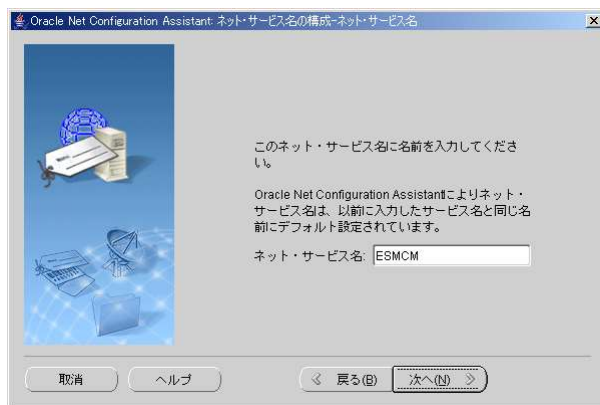 Oracle Net Configuration Assistant: ネット・サービス名の構成-ネット・サービス名
このネット・サービス名に名前を入力してくださ
い。
Oracle Net Configuration Assistantによりネット・
サービス名は、以前に入力したサービス名と同じ名
前にデフォルト設定されています。
ネット・サービス名: ESMCM
取消 ヘルプ 戻る(B) 次へ(N)